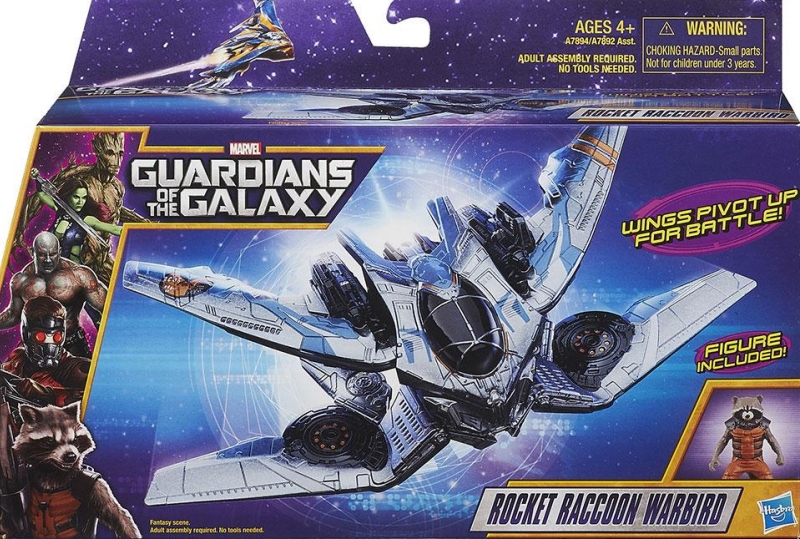 AGES 4+
A7894/A7892 Asst.
ADULT ASSEMBLY REQUIRED.
NO TOOLS NEEDED.
WARNING:
CHOKING HAZARD-Small parts.
Not for children under 3 years.
ROCKET RACCOON WARBIRD
MARVEL
GUARDIANS
OF THE GALAXY
WINGS PIVOT UP
FOR BATTLE!
FIGURE
INCLUDED!
Fantasy scene.
Adult assembly required. No tools needed.
ROCKET RACCOON WARBIRD
Hasbro